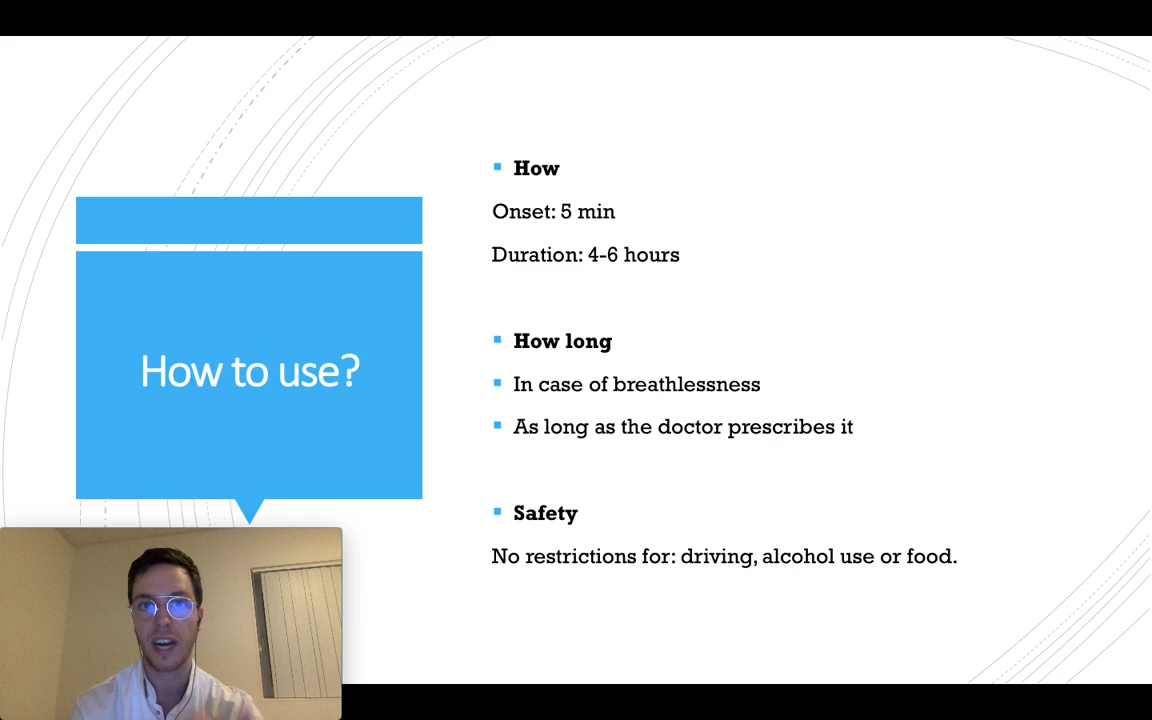 How to use?
How
Onset: 5 min
Duration: 4-6 hours
How long
In case of breathlessness
As long as the doctor prescribes it
Safety
No restrictions for: driving, alcohol use or food.